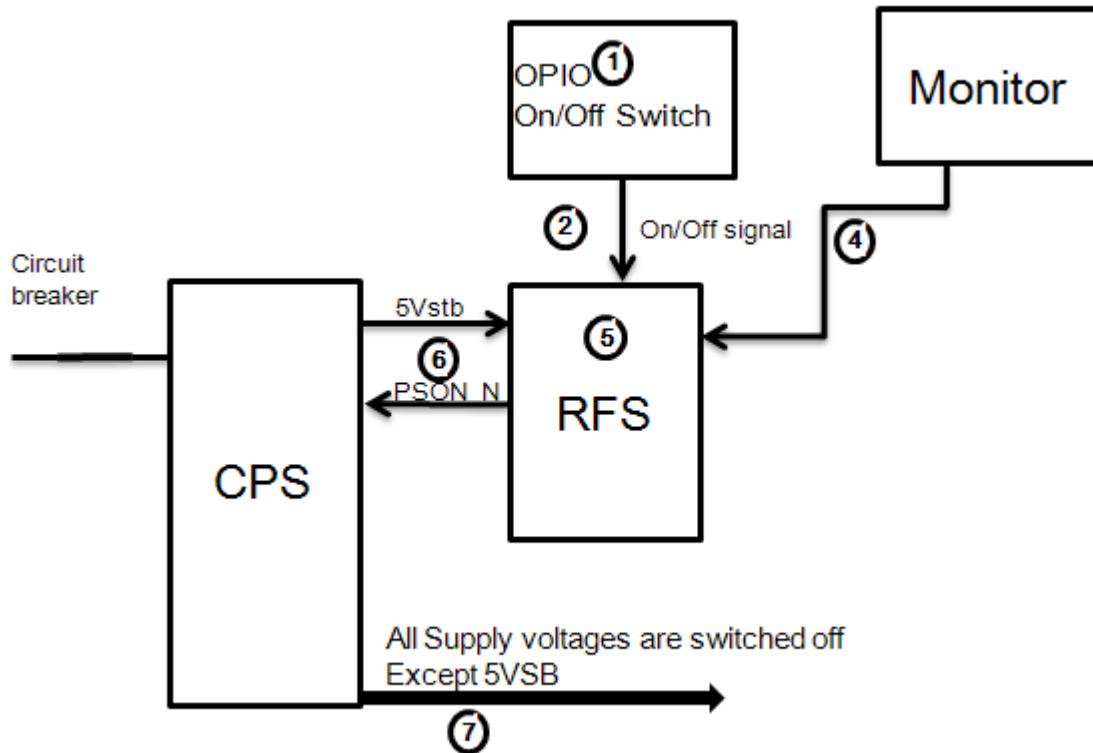 1
OPIO
On/Off Switch
Monitor
2
On/Off signal
4
Circuit
breaker
5Vstb
5
6
PSON_N
RFS
CPS
All Supply voltages are switched off
Except 5VSB
7